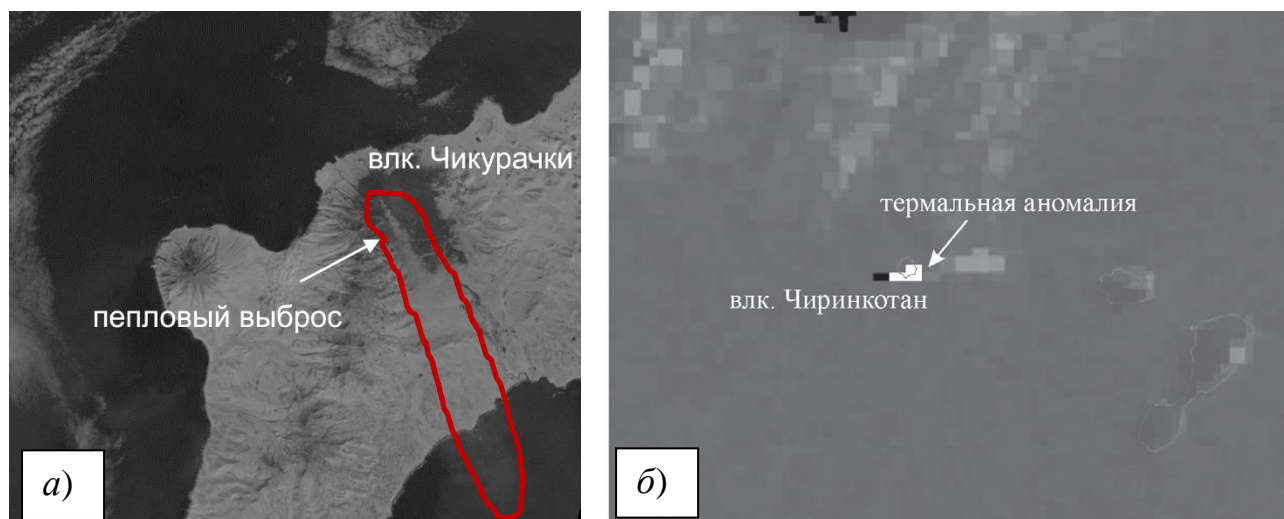 влк. Чикурачки
пепловый выброс
а)
термальная аномалия
влк. Чиринкотан
б)